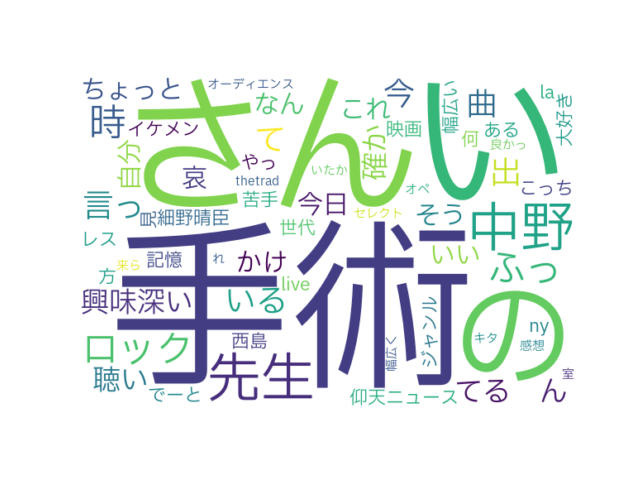 ちょっと
オーディエンス
さん
い
なん
これ
今
曲
幅広い
la
大好き
時
イケメン
て
確か
映画
何
ある
良かっ
自分
哀
やっ
thetrad
いたか
苦手
オペ
出
こっち
言っ
細野晴臣
今日
世代
セレクト
そう
中野
レス
方
来ら
記憶
れ
かけ
live
いい
ふっ
の
興味深い
手術
いる
ロック
西島
幅広く
ジャンル
キタ
ny
感想
聴い
でーと
先生
仰天ニュース
てる
ん
室